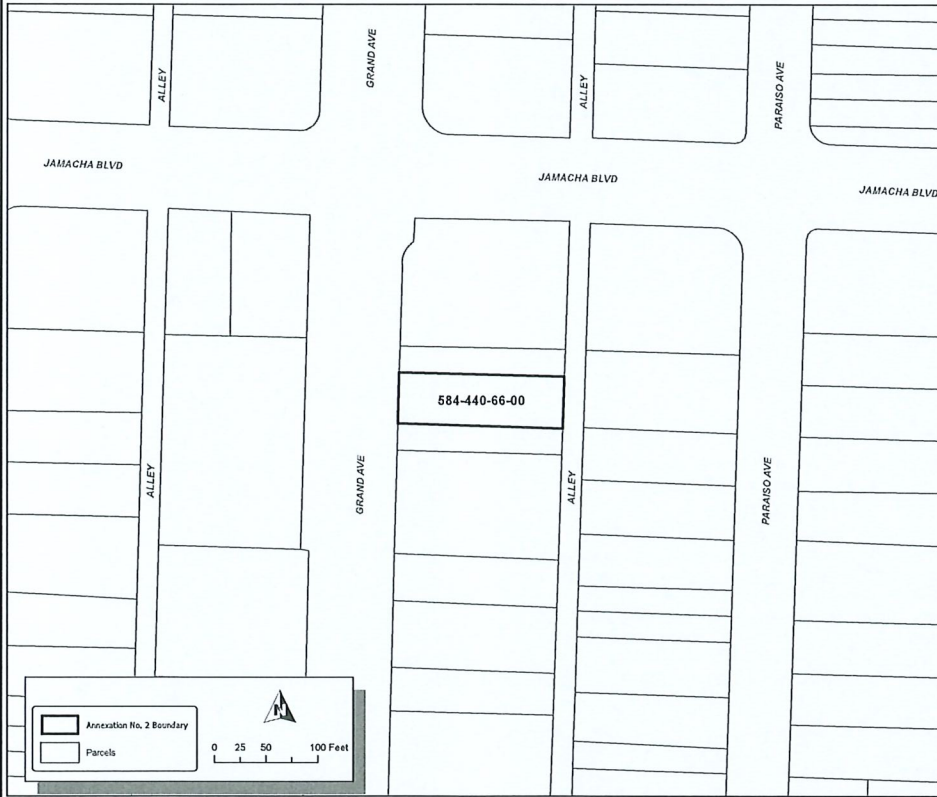 GRAND AVE
ALLEY
ALLEY
PARAISO AVE
JAMACHA BLVD
JAMACHA BLVD
JAMACHA BLVD
584-440-66-00
ALLEY
GRAND AVE
ALLEY
PARAISO AVE
N
Annexation No. 2 Boundary
Parcels
0 25 50 100 Feet